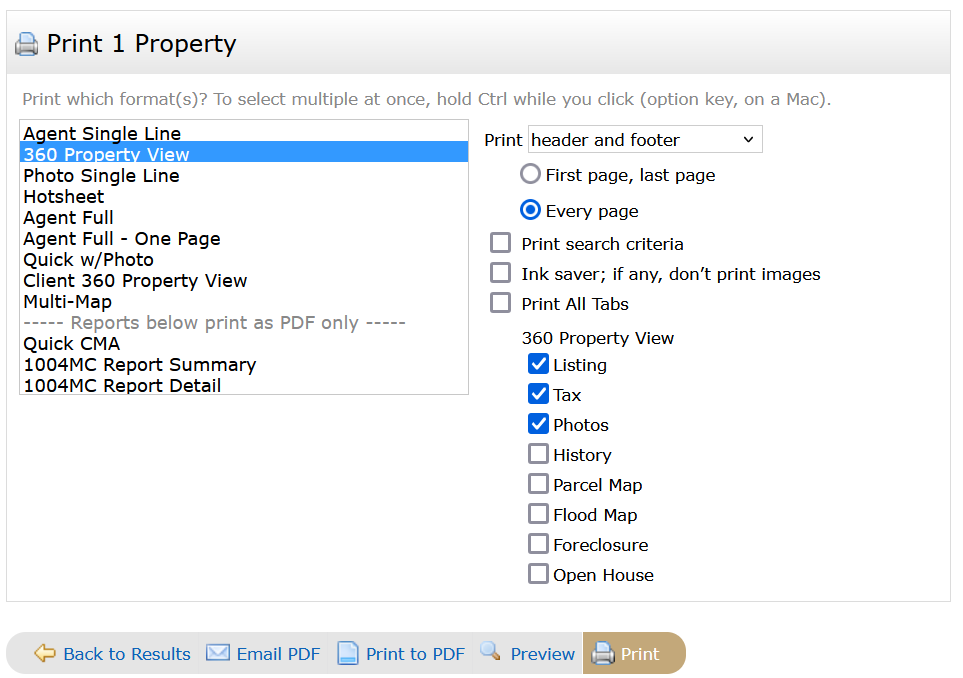 Print 1 Property
Print which format(s)? To select multiple at once, hold Ctrl while you click (option key, on a Mac).
Agent Single Line
360 Property View
Photo Single Line
Hotsheet
Agent Full
Agent Full - One Page
Quick w/Photo
Client 360 Property View
Multi-Map
----- Reports below print as PDF only -----
Quick CMA
1004MC Report Summary
1004MC Report Detail
Print header and footer
First page, last page
Every page
Print search criteria
Ink saver; if any, don’t print images
Print All Tabs
360 Property View
Listing
Tax
Photos
History
Parcel Map
Flood Map
Foreclosure
Open House
Back to Results Email PDF Print to PDF Preview Print